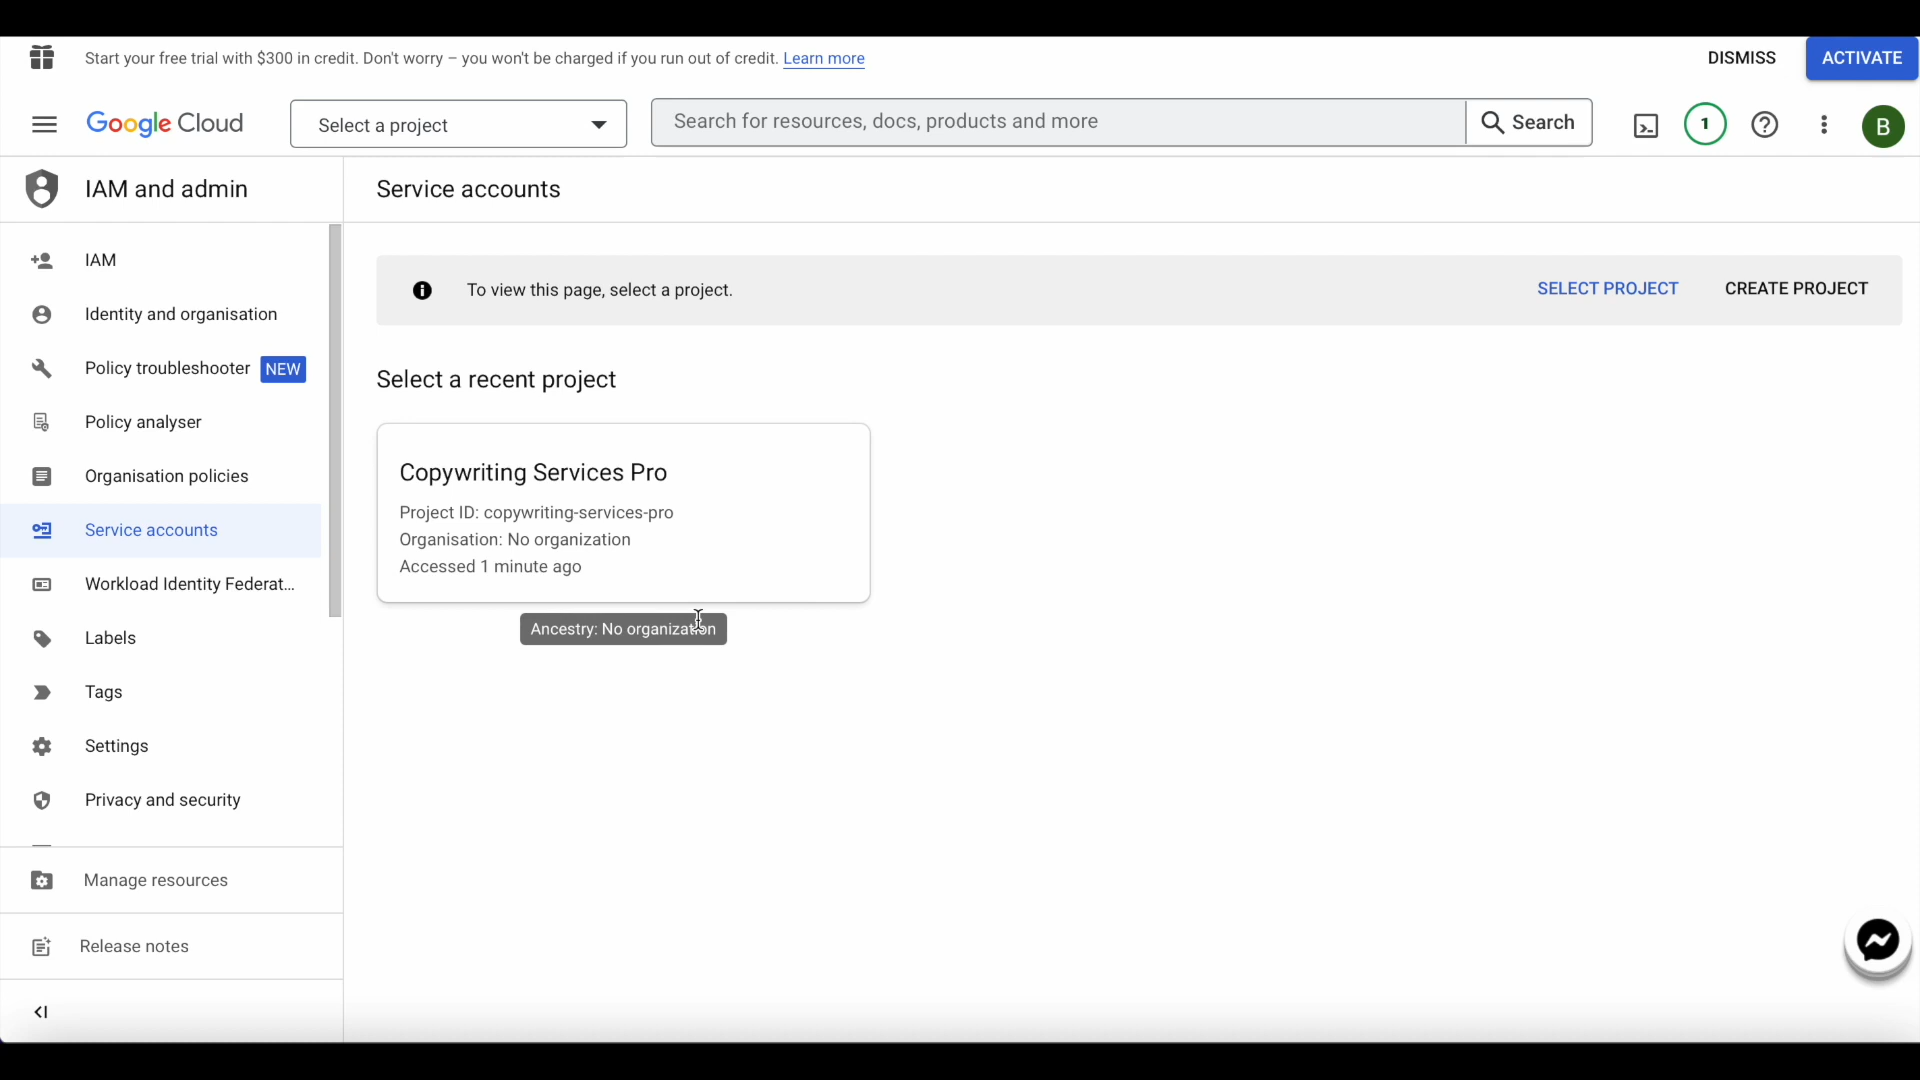 Start your free trial with $300 in credit. Don't worry – you won't be charged if you run out of credit. Learn more
DISMISS
ACTIVATE
Google Cloud
Select a project
Search for resources, docs, products and more
Search
1
B
IAM and admin
Service accounts
IAM
Identity and organisation
Policy troubleshooter NEW
Policy analyser
Organisation policies
Service accounts
Workload Identity Federat...
Labels
Tags
Settings
Privacy and security
Manage resources
Release notes
To view this page, select a project.
SELECT PROJECT
CREATE PROJECT
Select a recent project
Copywriting Services Pro
Project ID: copywriting-services-pro
Organisation: No organization
Accessed 1 minute ago
Ancestry: No organization